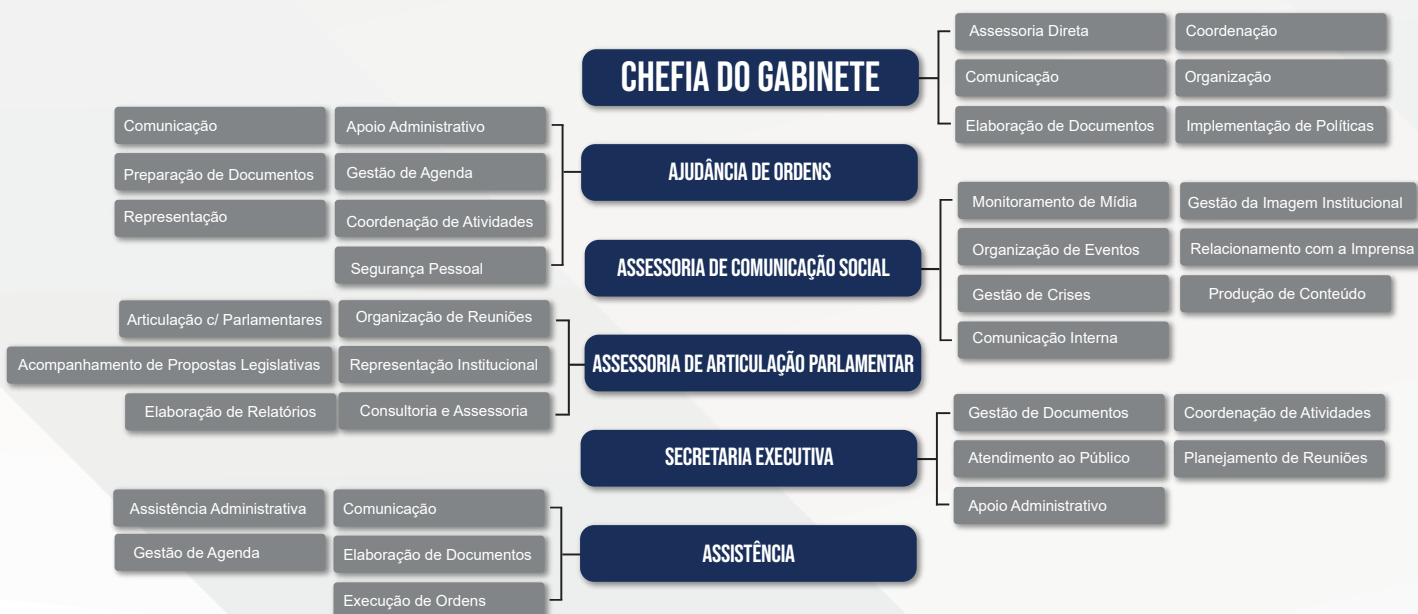 CHEFIA DO GABINETE
Assessoria Direta
Coordenação
Comunicação
Organização
Elaboração de Documentos
Implementação de Políticas
AJUDÂNCIA DE ORDENS
Comunicação
Apoio Administrativo
Preparação de Documentos
Gestão de Agenda
Representação
Coordenação de Atividades
Segurança Pessoal
ASSESSORIA DE COMUNICAÇÃO SOCIAL
Monitoramento de Mídia
Gestão da Imagem Institucional
Organização de Eventos
Relacionamento com a Imprensa
Gestão de Crises
Produção de Conteúdo
Comunicação Interna
ASSESSORIA DE ARTICULAÇÃO PARLAMENTAR
Articulação c/ Parlamentares
Organização de Reuniões
Acompanhamento de Propostas Legislativas
Representação Institucional
Elaboração de Relatórios
Consultoria e Assessoria
SECRETARIA EXECUTIVA
Gestão de Documentos
Coordenação de Atividades
Atendimento ao Público
Planejamento de Reuniões
Apoio Administrativo
ASSISTÊNCIA
Assistência Administrativa
Comunicação
Gestão de Agenda
Elaboração de Documentos
Execução de Ordens